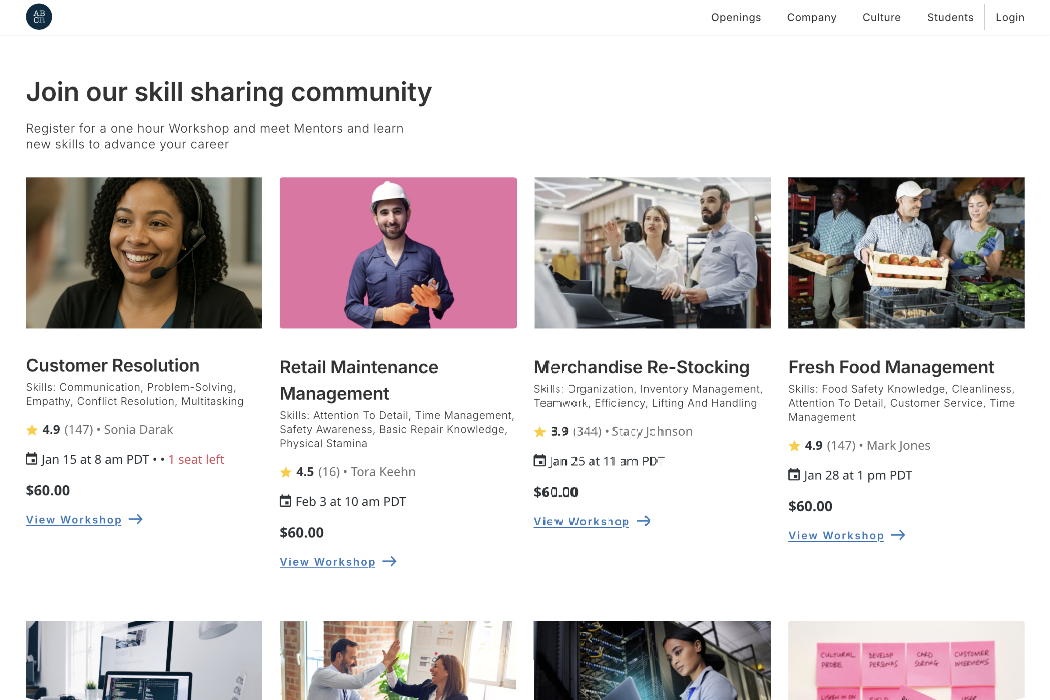 AB
CD
Openings
Company
Culture
Students
Login
Join our skill sharing community
Register for a one hour Workshop and meet Mentors and learn
new skills to advance your career
Customer Resolution
Skills: Communication, Problem-Solving,
Empathy, Conflict Resolution, Multitasking
4.9 (147) • Sonia Darak
Jan 15 at 8 am PDT • • 1 seat left
$60.00
View Workshop
Retail Maintenance
Management
Skills: Attention To Detail, Time Management,
Safety Awareness, Basic Repair Knowledge,
Physical Stamina
4.5 (16) • Tora Keehn
Feb 3 at 10 am PDT
$60.00
View Workshop
Merchandise Re-Stocking
Skills: Organization, Inventory Management,
Teamwork, Efficiency, Lifting And Handling
3.9 (344) • Stacy Johnson
Jan 25 at 11 am PDT
$60.00
View Workshop
Fresh Food Management
Skills: Food Safety Knowledge, Cleanliness,
Attention To Detail, Customer Service, Time
Management
4.9 (147) • Mark Jones
Jan 28 at 1 pm PDT
$60.00
View Workshop
CULTURAL
PROBE
DEVELOP
PERSONAS
CARD
SORTING
CUSTOMER
INTERVIEWS